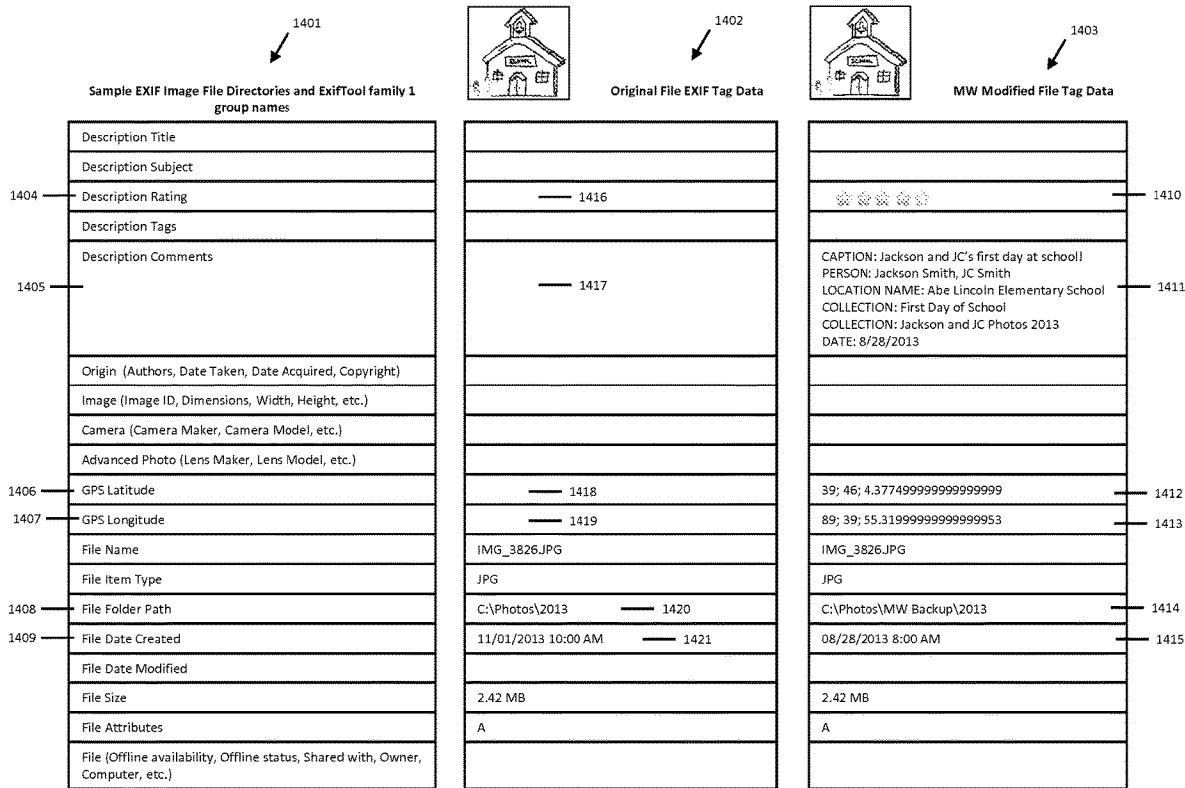 1401
1402
1403
SCHOOL
SCHOOL
Sample EXIF Image File Directories and ExifTool family 1
group names
Original File EXIF Tag Data
MW Modified File Tag Data
Description Title
Description Subject
1404 Description Rating 1416 1410
Description Tags
Description Comments
1405 1417 1411
CAPTION: Jackson and JC's first day at school!
PERSON: Jackson Smith, JC Smith
LOCATION NAME: Abe Lincoln Elementary School
COLLECTION: First Day of School
COLLECTION: Jackson and JC Photos 2013
DATE: 8/28/2013
Origin (Authors, Date Taken, Date Acquired, Copyright)
Image (Image ID, Dimensions, Width, Height, etc.)
Camera (Camera Maker, Camera Model, etc.)
Advanced Photo (Lens Maker, Lens Model, etc.)
1406 GPS Latitude 1418 39; 46; 4.377499999999999999 1412
1407 GPS Longitude 1419 89; 39; 55.31999999999999953 1413
File Name IMG_3826.JPG IMG_3826.JPG
File Item Type JPG JPG
1408 File Folder Path C:\Photos\2013 1420 C:\Photos\MW Backup\2013 1414
1409 File Date Created 11/01/2013 10:00 AM 1421 08/28/2013 8:00 AM 1415
File Date Modified
File Size 2.42 MB 2.42 MB
File Attributes A A
File (Offline availability, Offline status, Shared with, Owner,
Computer, etc.)